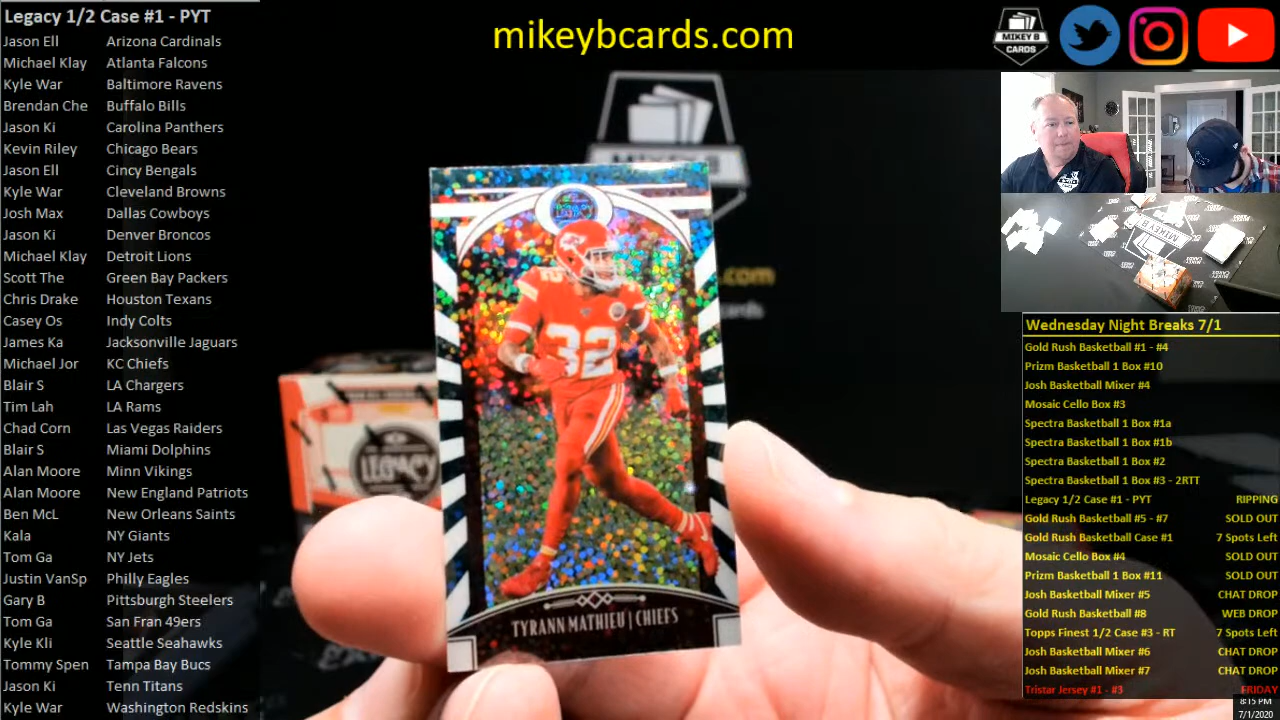 Legacy 1/2 Case #1 - PYT
Jason Ell Arizona Cardinals
Michael Klay Atlanta Falcons
Kyle War Baltimore Ravens
Brendan Che Buffalo Bills
Jason Ki Carolina Panthers
Kevin Riley Chicago Bears
Jason Ell Cincy Bengals
Kyle War Cleveland Browns
Josh Max Dallas Cowboys
Jason Ki Denver Broncos
Michael Klay Detroit Lions
Scott The Green Bay Packers
Chris Drake Houston Texans
Casey Os Indy Colts
James Ka Jacksonville Jaguars
Michael Jor KC Chiefs
Blair S LA Chargers
Tim Lah LA Rams
Chad Corn Las Vegas Raiders
Blair S Miami Dolphins
Alan Moore Minn Vikings
Alan Moore New England Patriots
Ben McL New Orleans Saints
Kala NY Giants
Tom Ga NY Jets
Justin VanSp Philly Eagles
Gary B Pittsburgh Steelers
Tom Ga San Fran 49ers
Kyle Kli Seattle Seahawks
Tommy Spen Tampa Bay Bucs
Jason Ki Tenn Titans
Kyle War Washington Redskins
mikeybcards.com
MIKEY B
CARDS
.com
cards
32
32
LEGACY
TYRANN MATHIEU | CHIEFS
MIKEY B
Wednesday Night Breaks 7/1
Gold Rush Basketball #1 - #4
Prizm Basketball 1 Box #10
Josh Basketball Mixer #4
Mosaic Cello Box #3
Spectra Basketball 1 Box #1a
Spectra Basketball 1 Box #1b
Spectra Basketball 1 Box #2
Spectra Basketball 1 Box #3 - 2RTT
Legacy 1/2 Case #1 - PYT RIPPING
Gold Rush Basketball #5 - #7 SOLD OUT
Gold Rush Basketball Case #1 7 Spots Left
Mosaic Cello Box #4 SOLD OUT
Prizm Basketball 1 Box #11 SOLD OUT
Josh Basketball Mixer #5 CHAT DROP
Gold Rush Basketball #8 WEB DROP
Topps Finest 1/2 Case #3 - RT 7 Spots Left
Josh Basketball Mixer #6 CHAT DROP
Josh Basketball Mixer #7 CHAT DROP
Tristar Jersey #1 - #3 FRIDAY
8:15 PM
7/1/2020